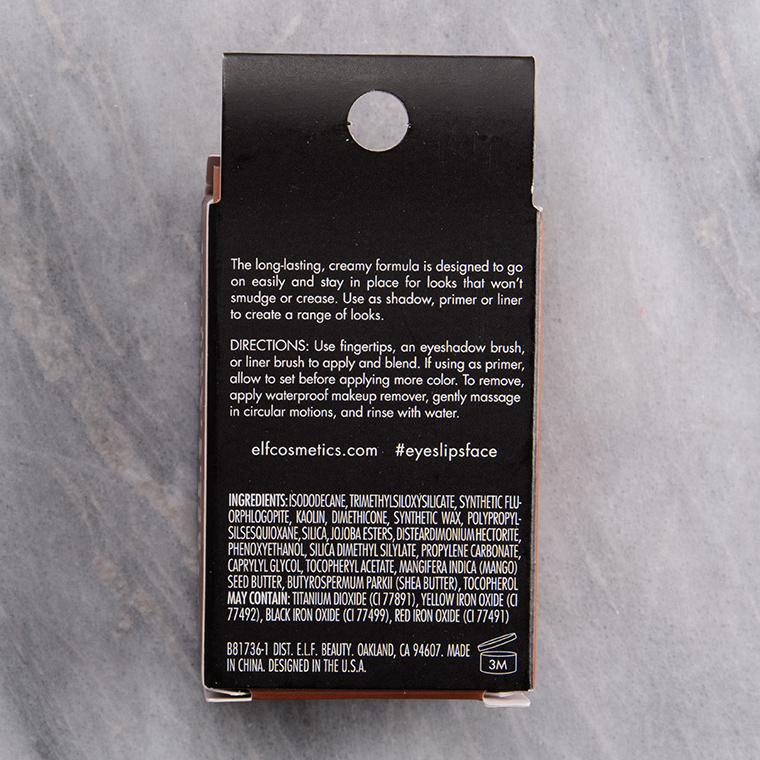 The long-lasting, creamy formula is designed to go
on easily and stay in place for looks that won't
smudge or crease. Use as shadow, primer or liner
to create a range of looks.
DIRECTIONS: Use fingertips, an eyeshadow brush,
or liner brush to apply and blend. If using as primer,
allow to set before applying more color. To remove,
apply waterproof makeup remover, gently massage
in circular motions, and rinse with water.
elfcosmetics.com #eyeslipsface
INGREDIENTS: ISODODECANE, TRIMETHYLSILOXYSILICATE, SYNTHETIC FLU-
ORPHLOGOPITE, KAOLIN, DIMETHICONE, SYNTHETIC WAX, POLYPROPYL-
SILSESQUIOXANE, SILICA, JOJOBA ESTERS, DISTEARDIMONIUM HECTORITE,
PHENOXYETHANOL, SILICA DIMETHYL SILYLATE, PROPYLENE CARBONATE,
CAPRYLYL GLYCOL, TOCOPHERYL ACETATE, MANGIFERA INDICA (MANGO)
SEED BUTTER, BUTYROSPERMUM PARKII (SHEA BUTTER), TOCOPHEROL
MAY CONTAIN: TITANIUM DIOXIDE (CI 77891), YELLOW IRON OXIDE (CI
77492), BLACK IRON OXIDE (CI 77499), RED IRON OXIDE (CI 77491)
B81736-1 DIST. E.L.F. BEAUTY. OAKLAND, CA 94607. MADE
IN CHINA. DESIGNED IN THE U.S.A.
3M